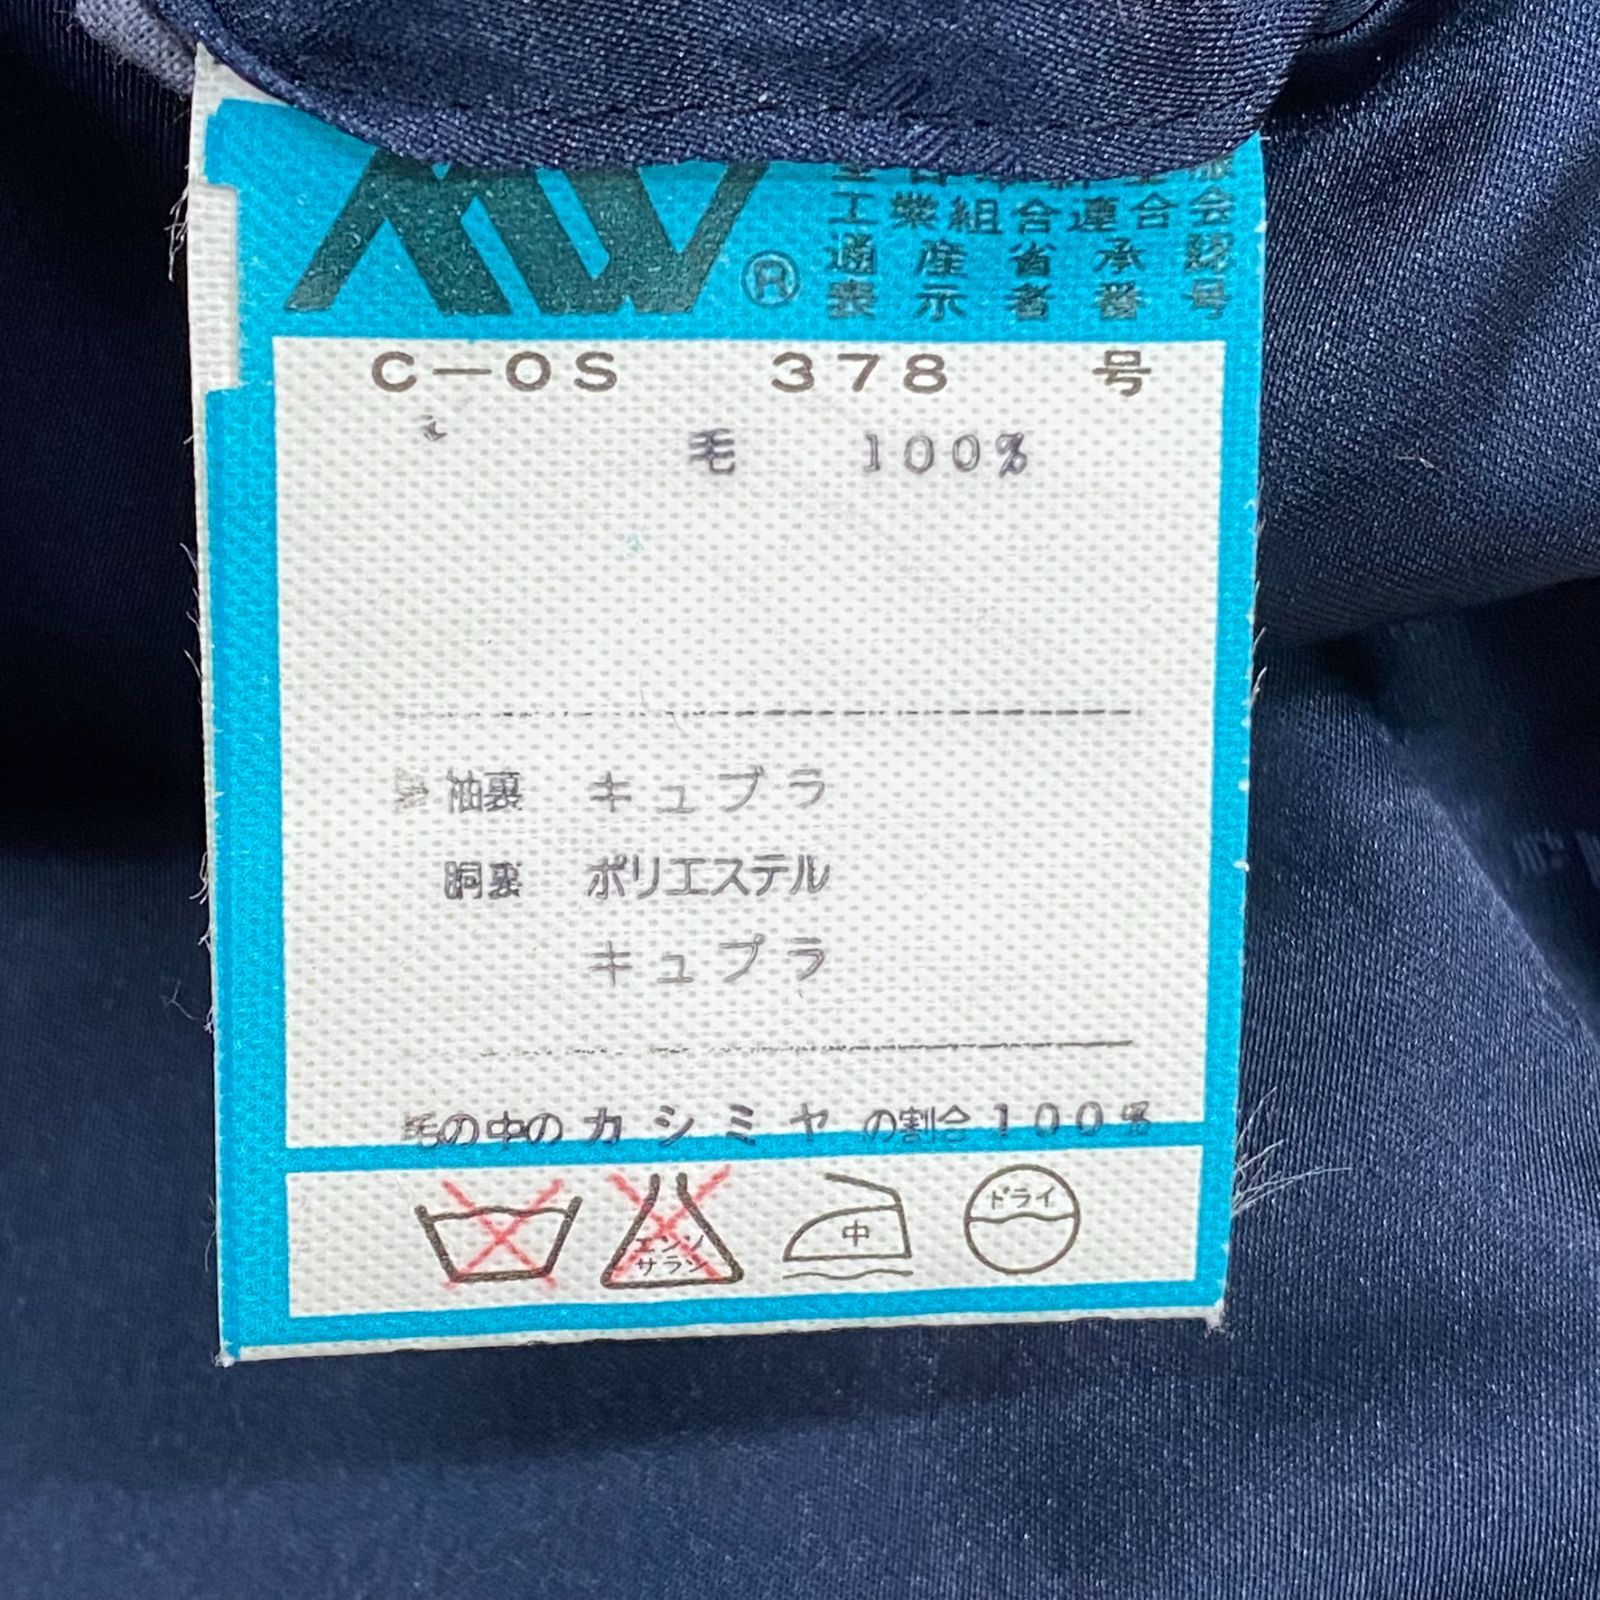 工業組合連合会
通産省承認
表示者番号
®
C-OS 378 号
毛 100%
袖裏 キュプラ
胴裏 ポリエステル
キュプラ
毛の中のカシミヤの割合100%
エンソ
サラシ
中
ドライ